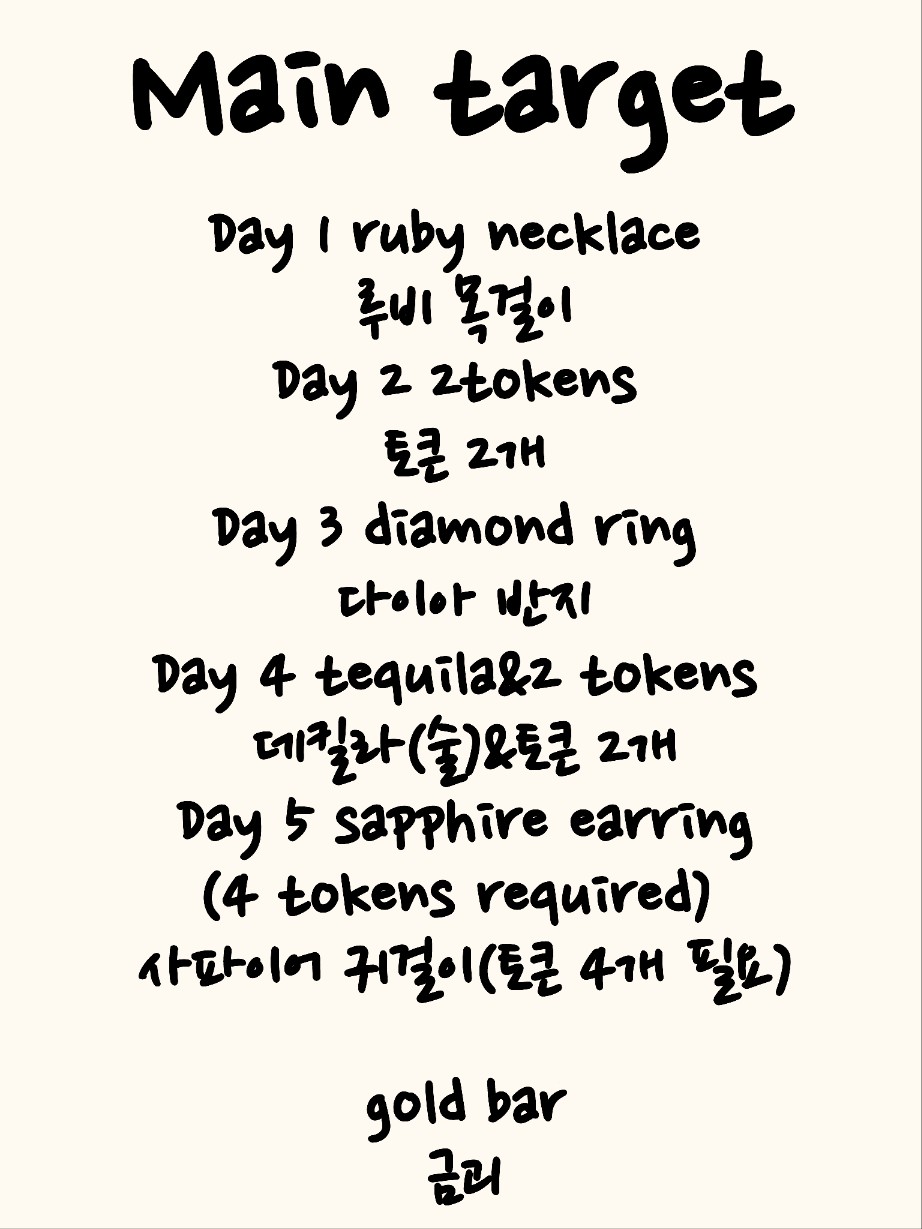 Main target
Day 1 ruby necklace
루비 목걸이
Day 2 2tokens
토큰 2개
Day 3 diamond ring
다이아 반지
Day 4 tequila&2 tokens
데킬라(술)&토큰 2개
Day 5 sapphire earring
(4 tokens required)
사파이어 귀걸이(토큰 4개 필요)
gold bar
금괴